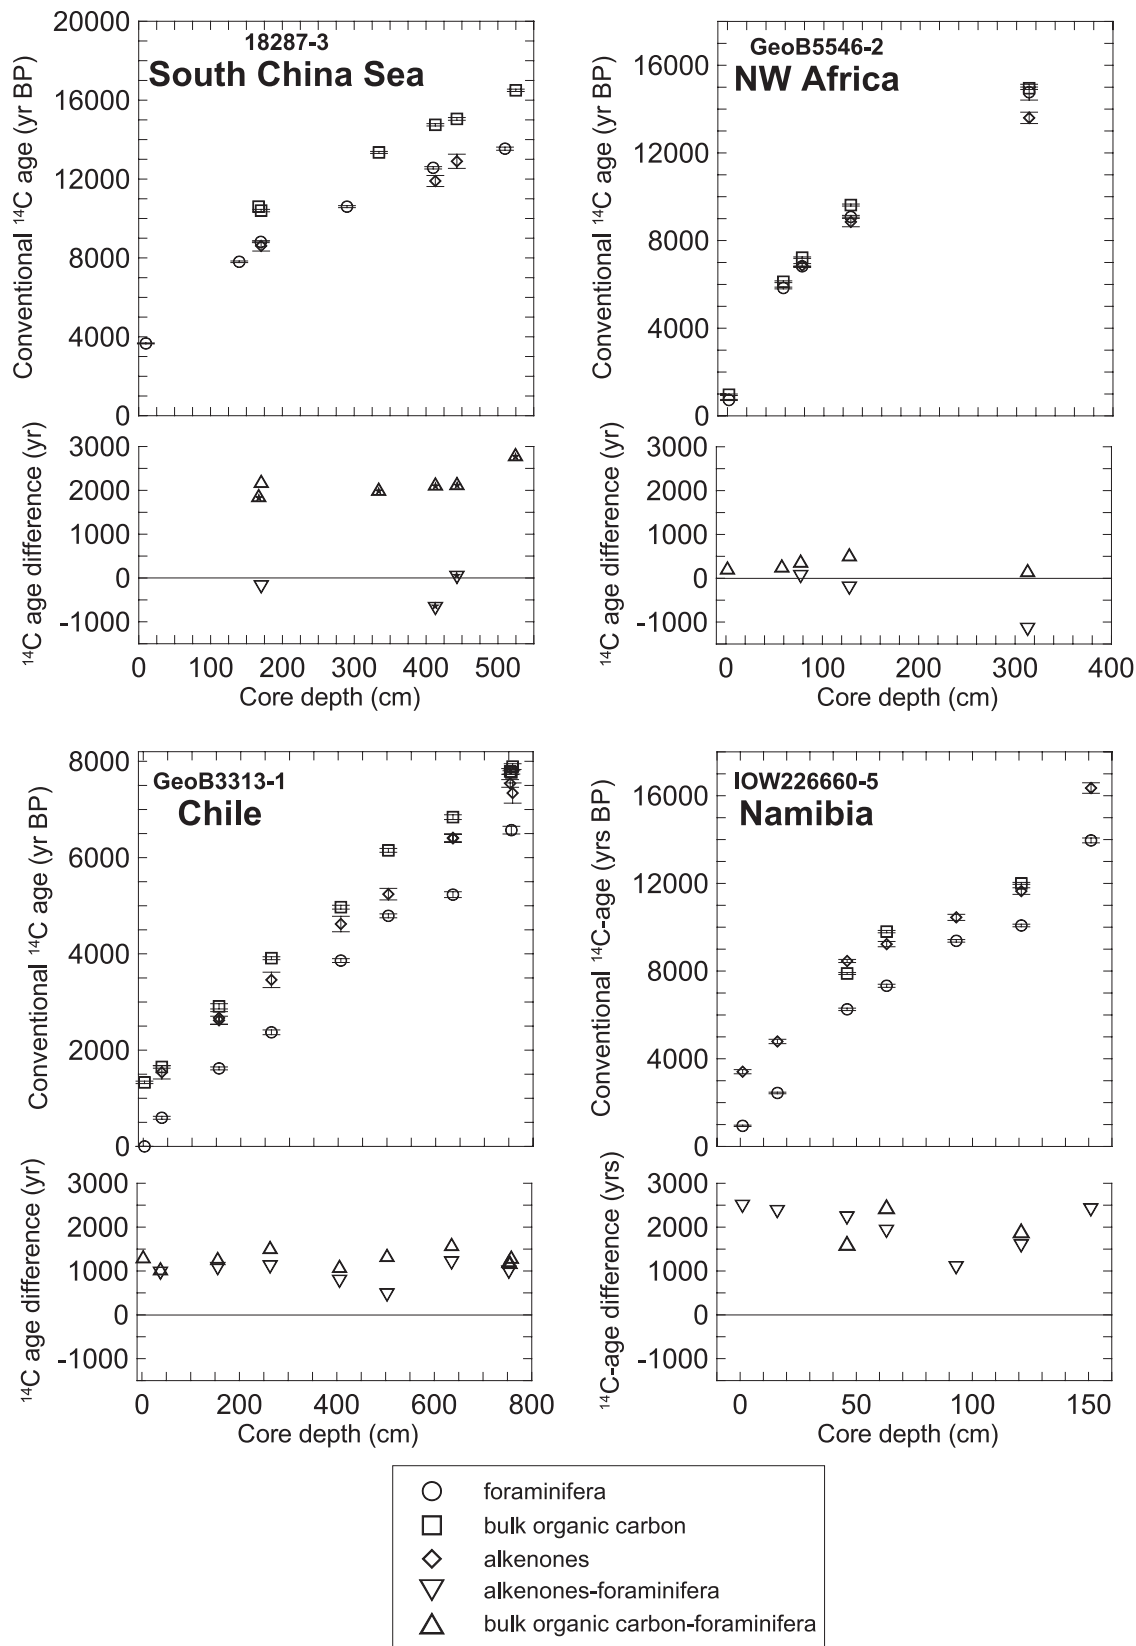 18287-3
South China Sea
Conventional ¹⁴C age (yr BP)
20000
16000
12000
8000
4000
0
¹⁴C age difference (yr)
3000
2000
1000
0
-1000
0 100 200 300 400 500
Core depth (cm)
GeoB5546-2
NW Africa
Conventional ¹⁴C age (yr BP)
16000
12000
8000
4000
0
¹⁴C age difference (yr)
3000
2000
1000
0
-1000
0 100 200 300 400
Core depth (cm)
GeoB3313-1
Chile
Conventional ¹⁴C age (yr BP)
8000
6000
4000
2000
0
¹⁴C age difference (yr)
3000
2000
1000
0
-1000
0 200 400 600 800
Core depth (cm)
IOW226660-5
Namibia
Conventional ¹⁴C-age (yrs BP)
16000
12000
8000
4000
0
¹⁴C-age difference (yrs)
3000
2000
1000
0
-1000
0 50 100 150
Core depth (cm)
foraminifera
bulk organic carbon
alkenones
alkenones-foraminifera
bulk organic carbon-foraminifera